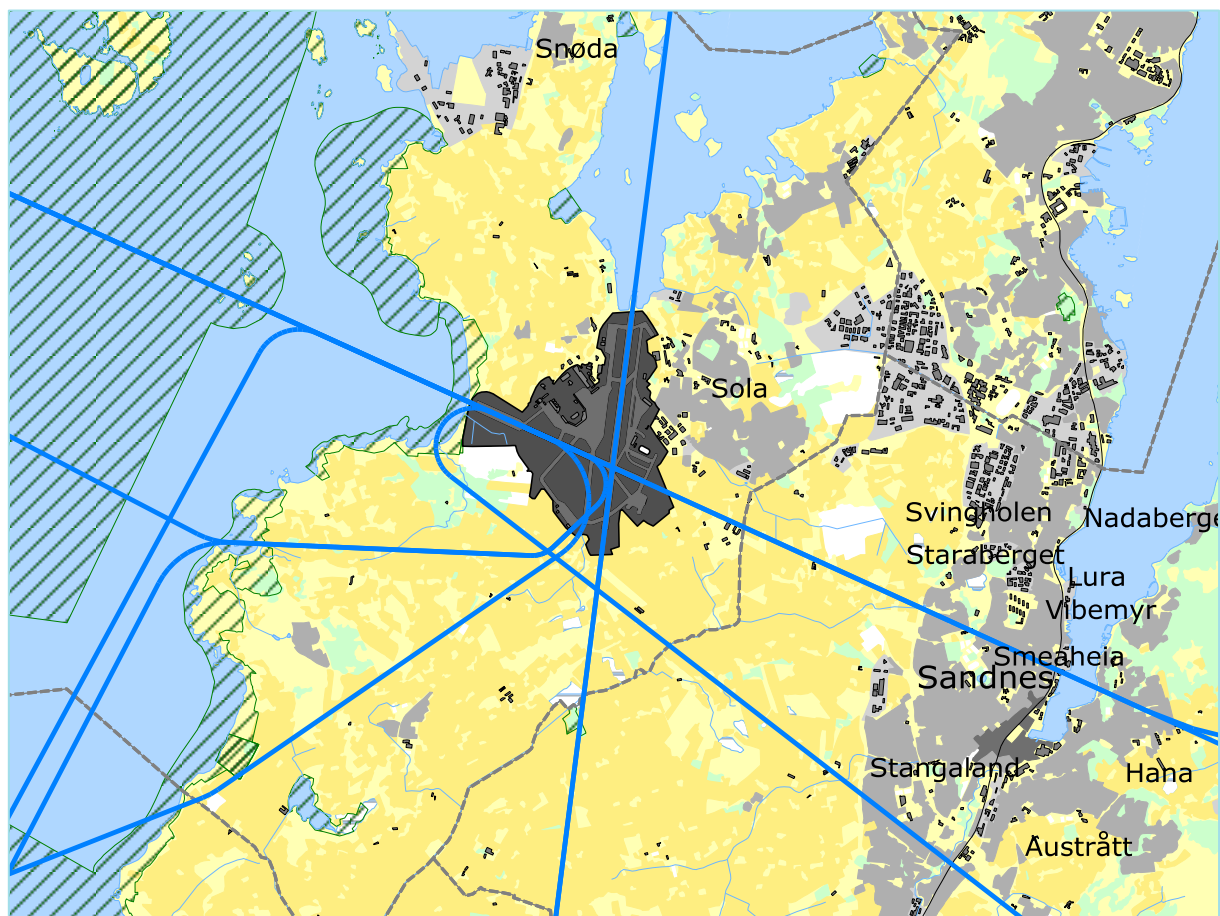 Snøda
Sola
Svingholen
Nadaberge
Staraberget
Lura
Vibemyr
Smeaheia
Sandnes
Stangaland
Hana
Austrått